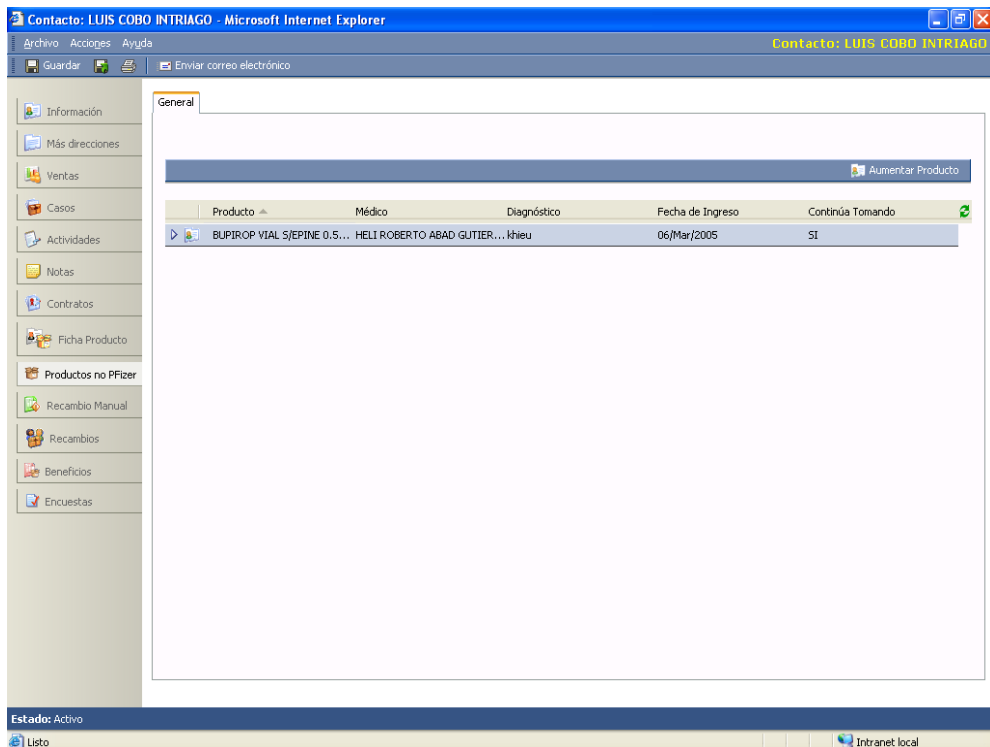 Contacto: LUIS COBO INTRIAGO - Microsoft Internet Explorer
Archivo Acciones Ayuda Contacto: LUIS COBO INTRIAGO
Guardar Enviar correo electrónico
General
Información
Más direcciones
Ventas
Casos
Actividades
Notas
Contratos
Ficha Producto
Productos no PFizer
Recambio Manual
Recambios
Beneficios
Encuestas
Aumentar Producto
Producto Médico Diagnóstico Fecha de Ingreso Continúa Tomando
BUPIROP VIAL S/EPINE 0.5... HELI ROBERTO ABAD GUTIER... khieu 06/Mar/2005 SI
Estado: Activo
Listo Intranet local